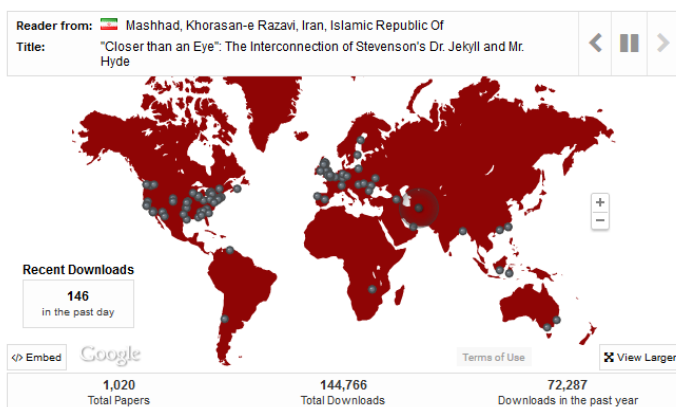 Reader from: Mashhad, Khorasan-e Razavi, Iran, Islamic Republic Of
Title: "Closer than an Eye": The Interconnection of Stevenson's Dr. Jekyll and Mr.
Hyde
+
−
Recent Downloads
146
in the past day
</> Embed
Google
Terms of Use
View Larger
1,020
Total Papers
144,766
Total Downloads
72,287
Downloads in the past year